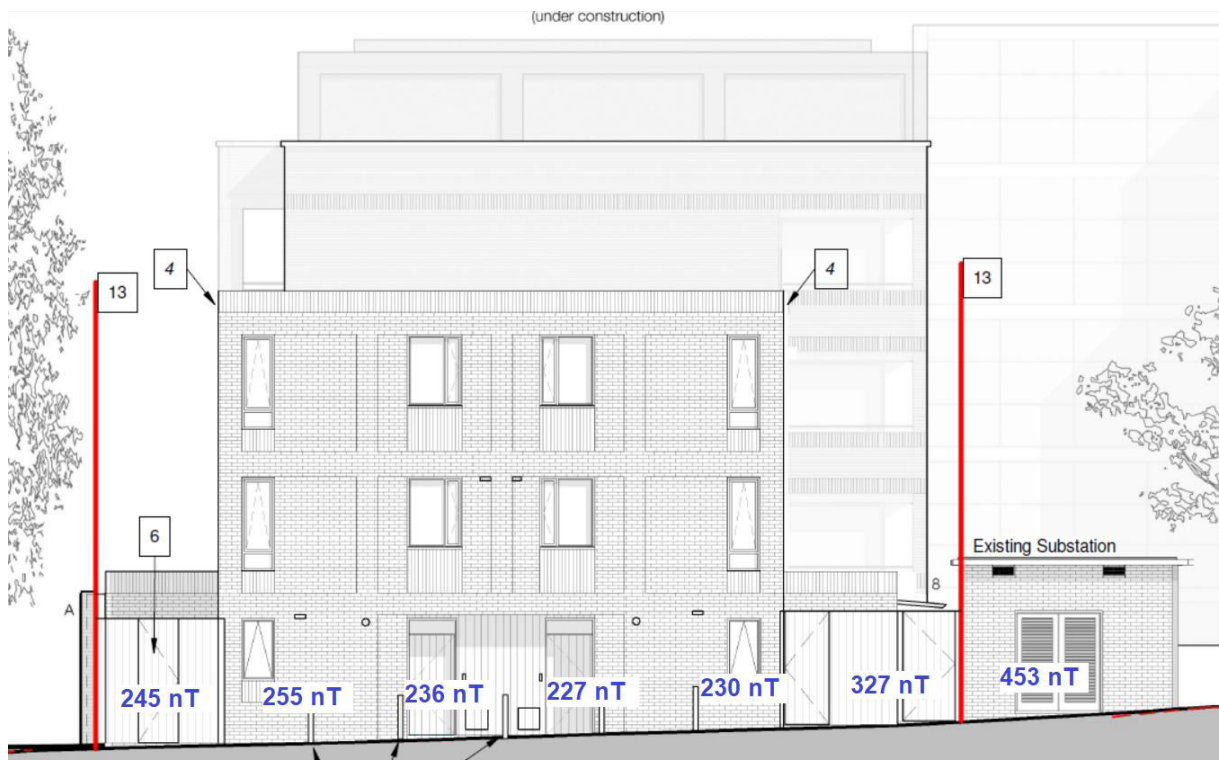 (under construction)
4
4
13
13
6
Existing Substation
A
8
245 nT
255 nT
236 nT
227 nT
230 nT
327 nT
453 nT